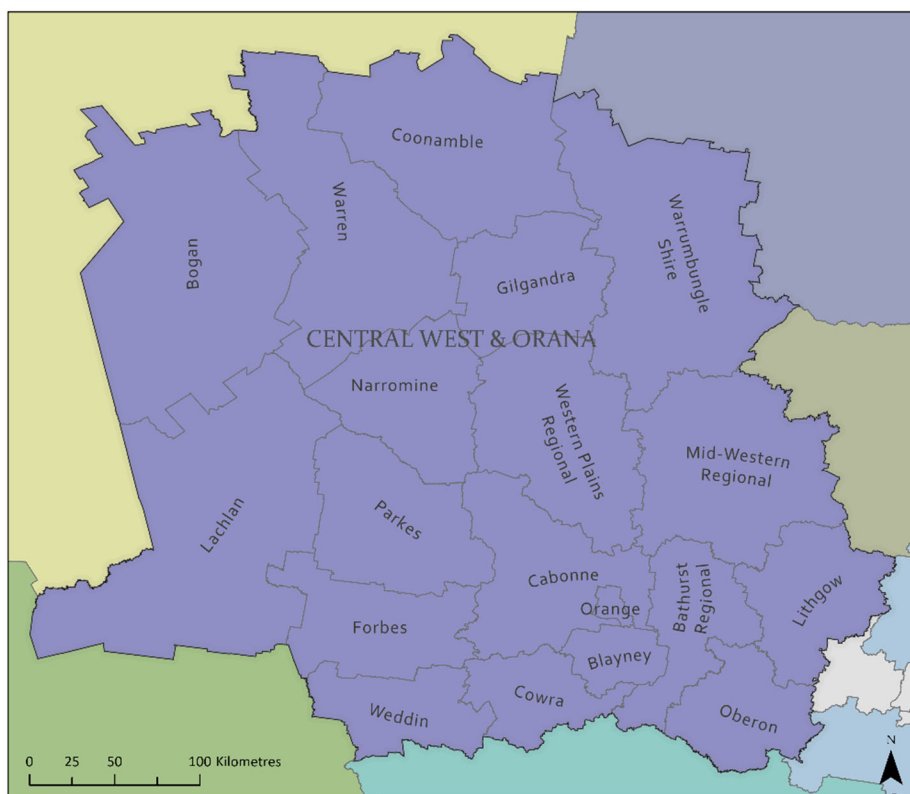 Coonamble
Warren
Warrumbungle
Shire
Bogan
Gilgandra
CENTRAL WEST & ORANA
Narromine
Western Plains
Regional
Mid-Western
Regional
Lachlan
Parkes
Cabonne
Bathurst
Regional
Lithgow
Orange
Forbes
Blayney
Cowra
Weddin
Oberon
N
0 25 50 100 Kilometres